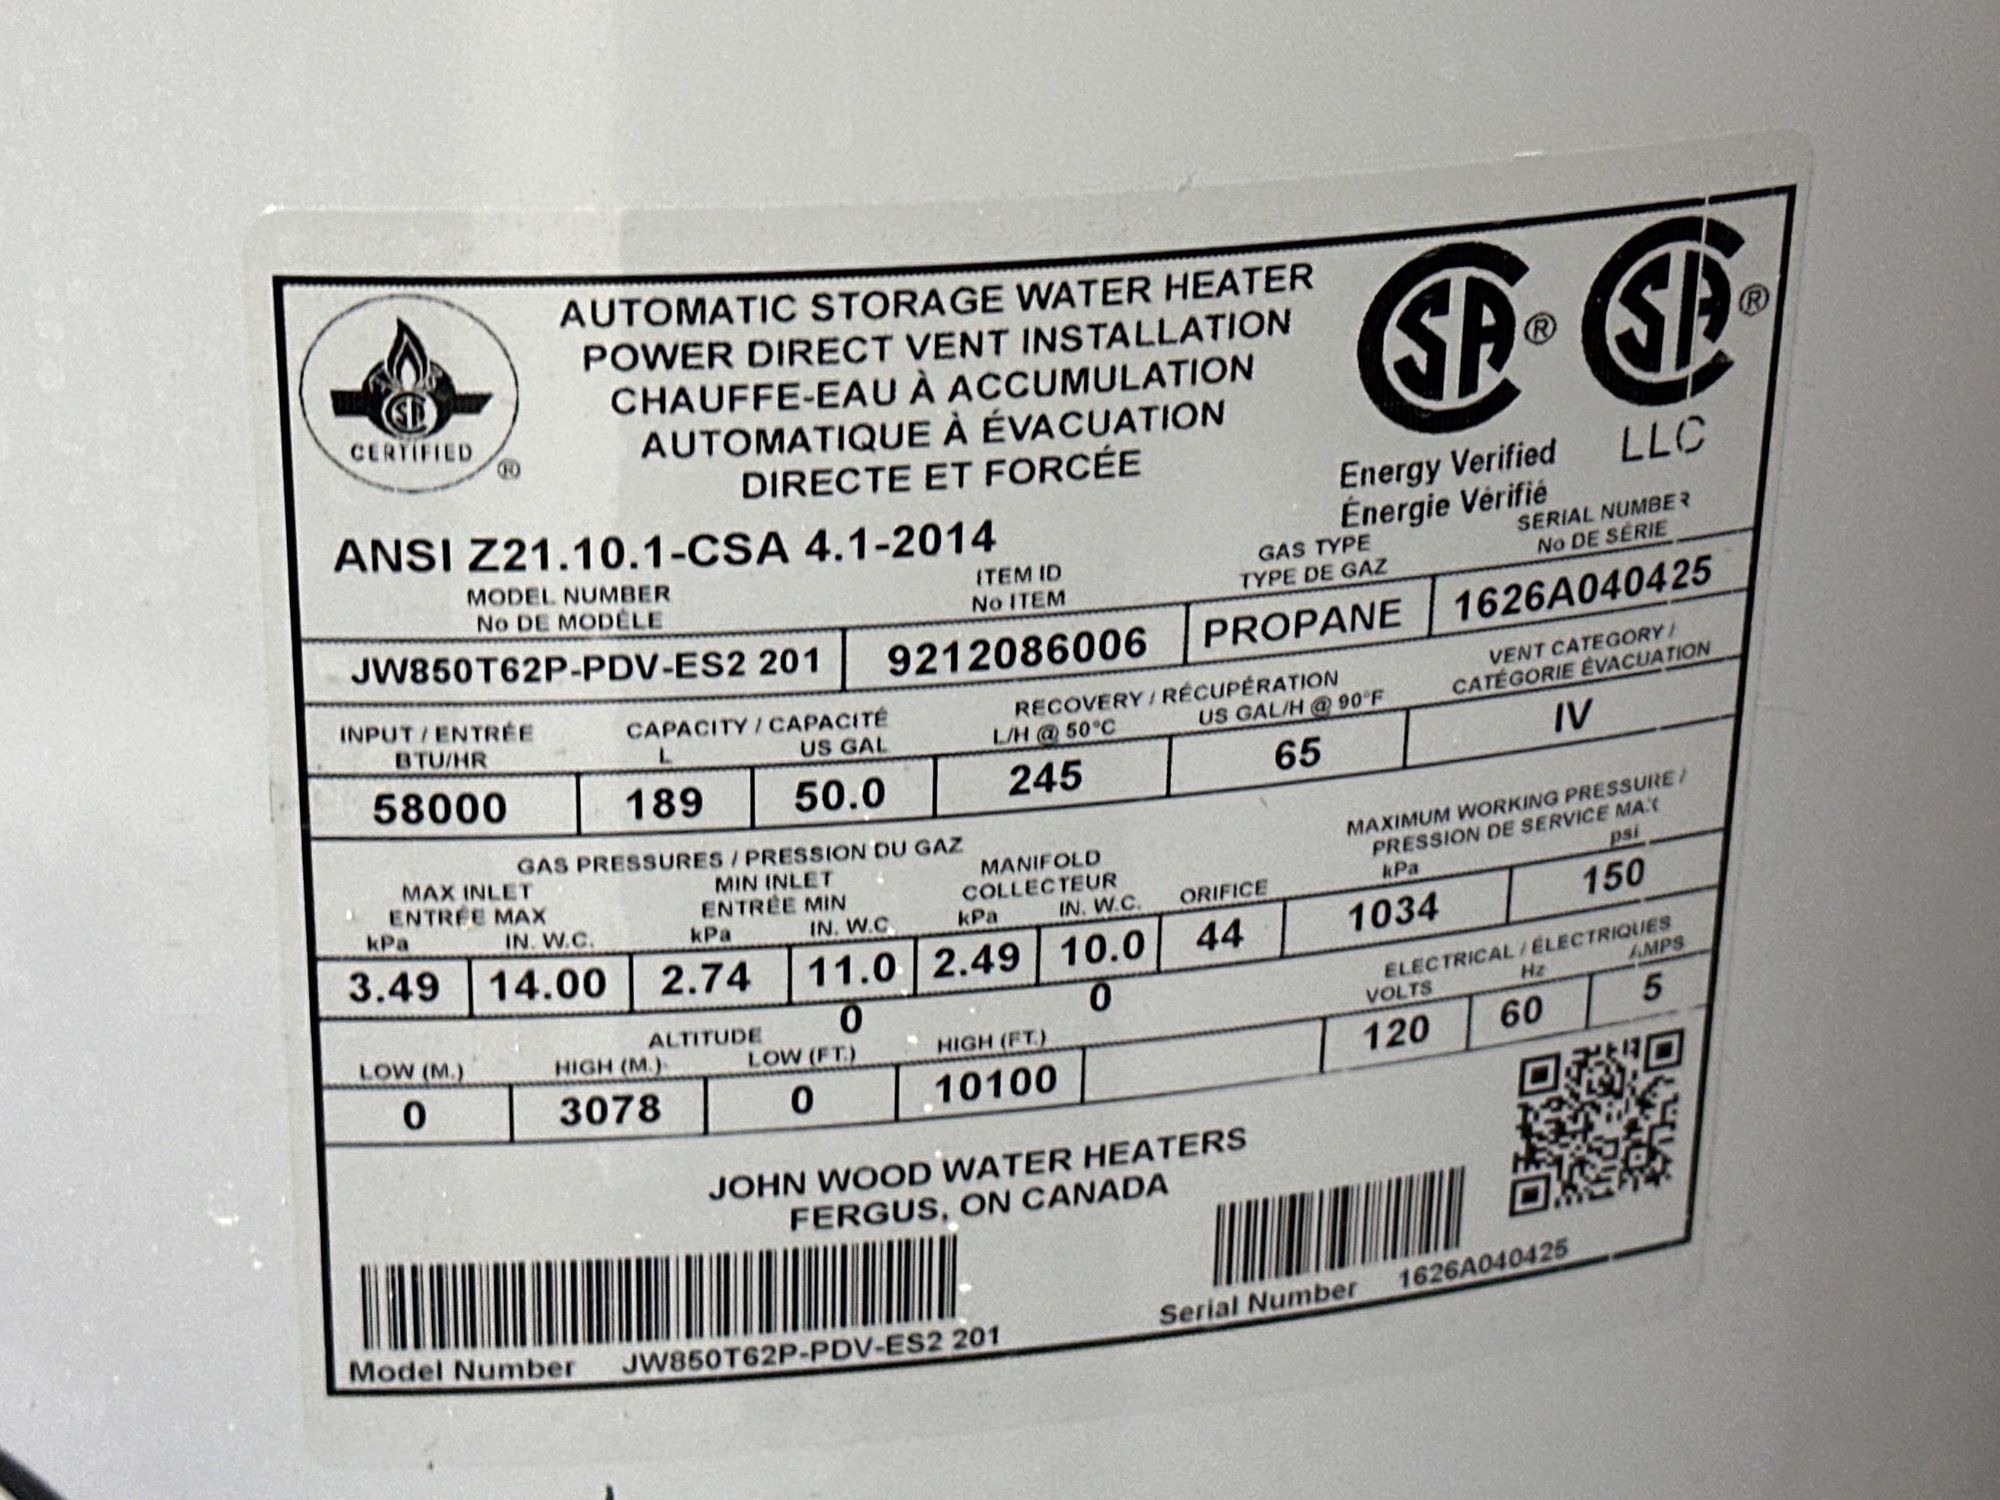 AUTOMATIC STORAGE WATER HEATER
POWER DIRECT VENT INSTALLATION
CHAUFFE-EAU À ACCUMULATION
AUTOMATIQUE À ÉVACUATION
DIRECTE ET FORCÉE
CSA
CERTIFIED ®
CSA ®
Energy Verified
Énergie Vérifié
CSA ®
LLC
ANSI Z21.10.1-CSA 4.1-2014
MODEL NUMBER
No DE MODÈLE
ITEM ID
No ITEM
GAS TYPE
TYPE DE GAZ
SERIAL NUMBER
No DE SÉRIE
JW850T62P-PDV-ES2 201 9212086006 PROPANE 1626A040425
INPUT / ENTRÉE
BTU/HR
CAPACITY / CAPACITÉ
L US GAL
RECOVERY / RÉCUPÉRATION
L/H @ 50°C US GAL/H @ 90°F
VENT CATEGORY /
CATÉGORIE ÉVACUATION
58000 189 50.0 245 65 IV
GAS PRESSURES / PRESSION DU GAZ
MAX INLET
ENTRÉE MAX
kPa IN. W.C.
MIN INLET
ENTRÉE MIN
kPa IN. W.C.
MANIFOLD
COLLECTEUR
kPa IN. W.C.
ORIFICE
MAXIMUM WORKING PRESSURE /
PRESSION DE SERVICE MAX
kPa psi
3.49 14.00 2.74 11.0 2.49 10.0 44 1034 150
0 0
ALTITUDE
LOW (M.) HIGH (M.) LOW (FT.) HIGH (FT.)
ELECTRICAL / ÉLECTRIQUES
VOLTS Hz AMPS
0 3078 0 10100 120 60 5
JOHN WOOD WATER HEATERS
FERGUS, ON CANADA
Model Number JW850T62P-PDV-ES2 201
Serial Number 1626A040425